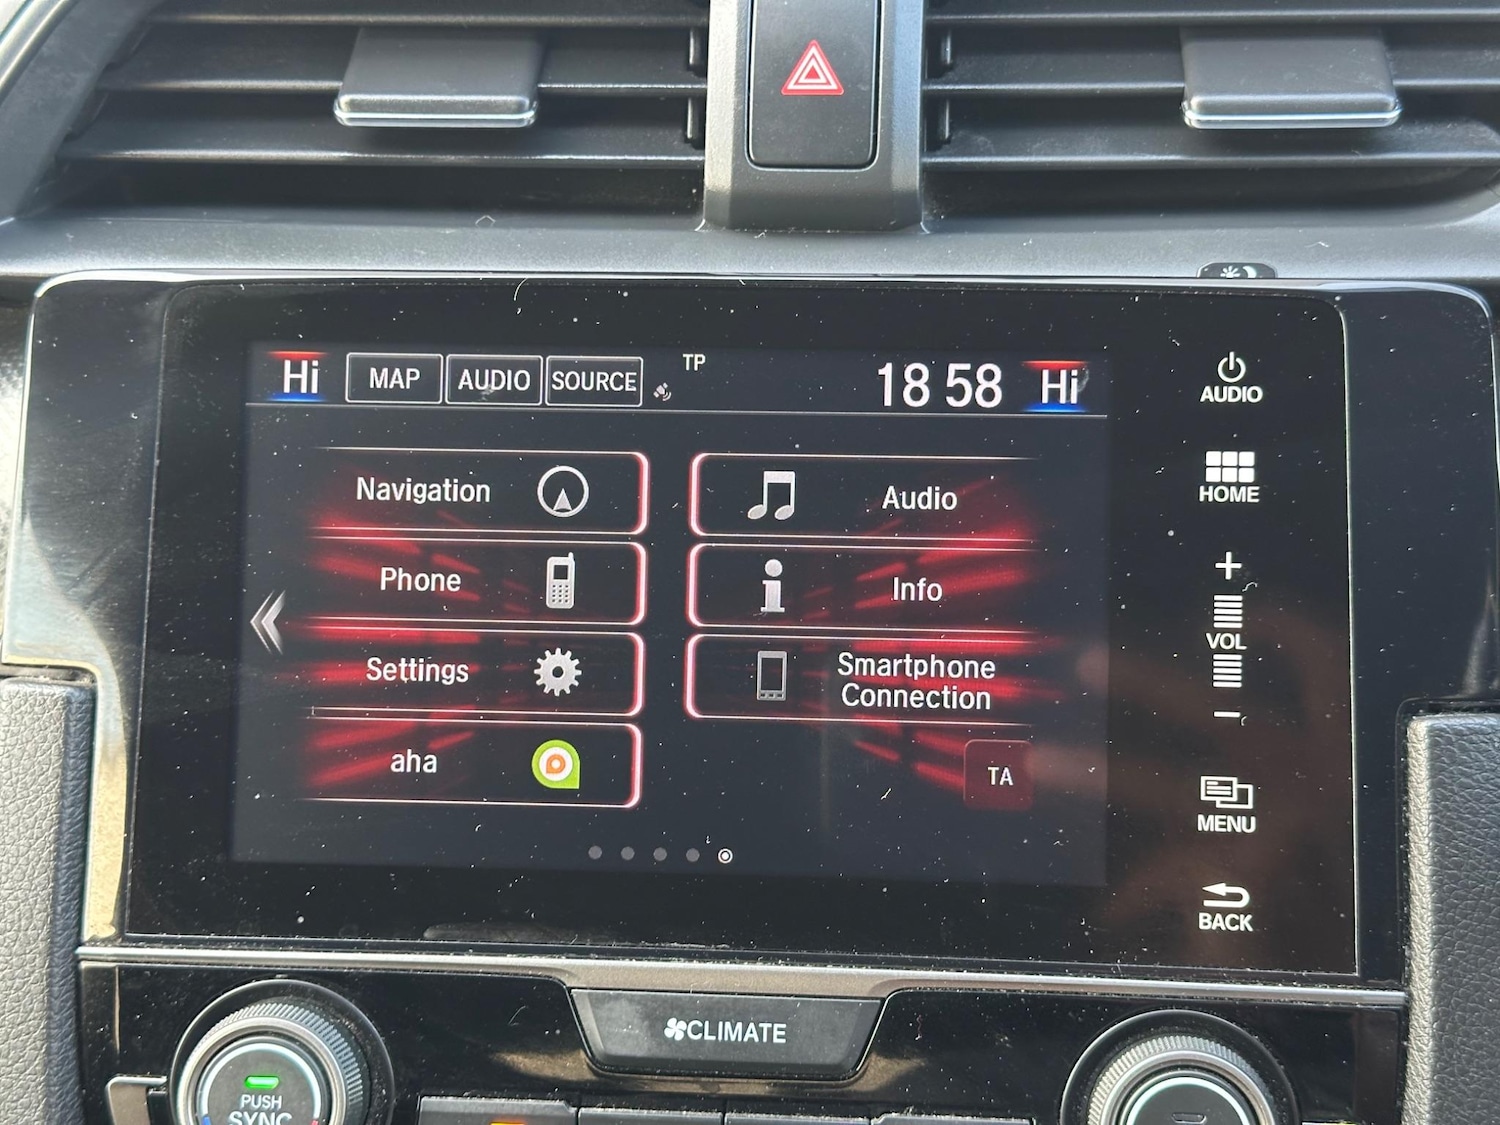 Hi MAP AUDIO SOURCE TP 18 58 Hi
AUDIO
HOME
Navigation
Audio
Phone
Info
+
VOL
−
Settings
Smartphone
Connection
aha
TA
MENU
BACK
CLIMATE
PUSH
SYNC